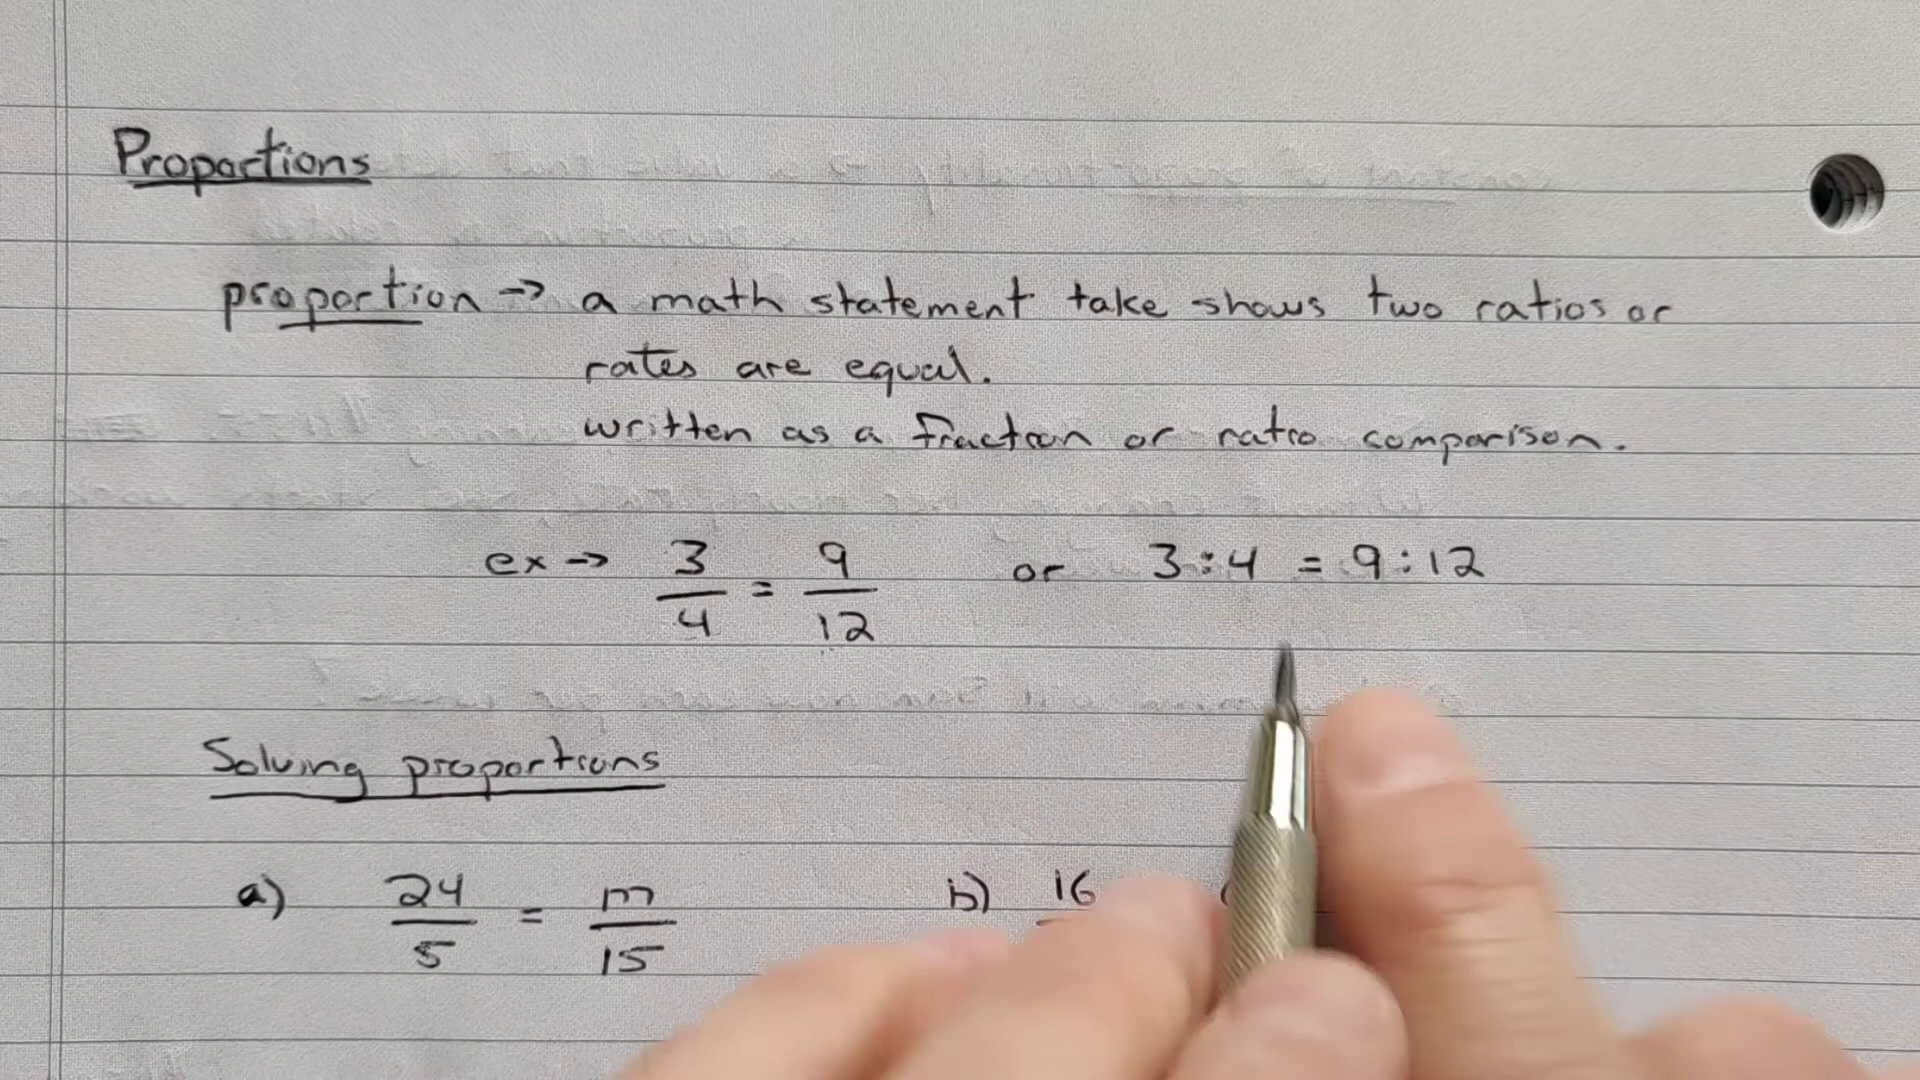 Proportions
proportion -> a math statement take shows two ratios or
rates are equal.
written as a fraction or ratio comparison.
ex -> 3/4 = 9/12 or 3:4 = 9:12
Solving proportions
a) 24/5 = m/15 b) 16